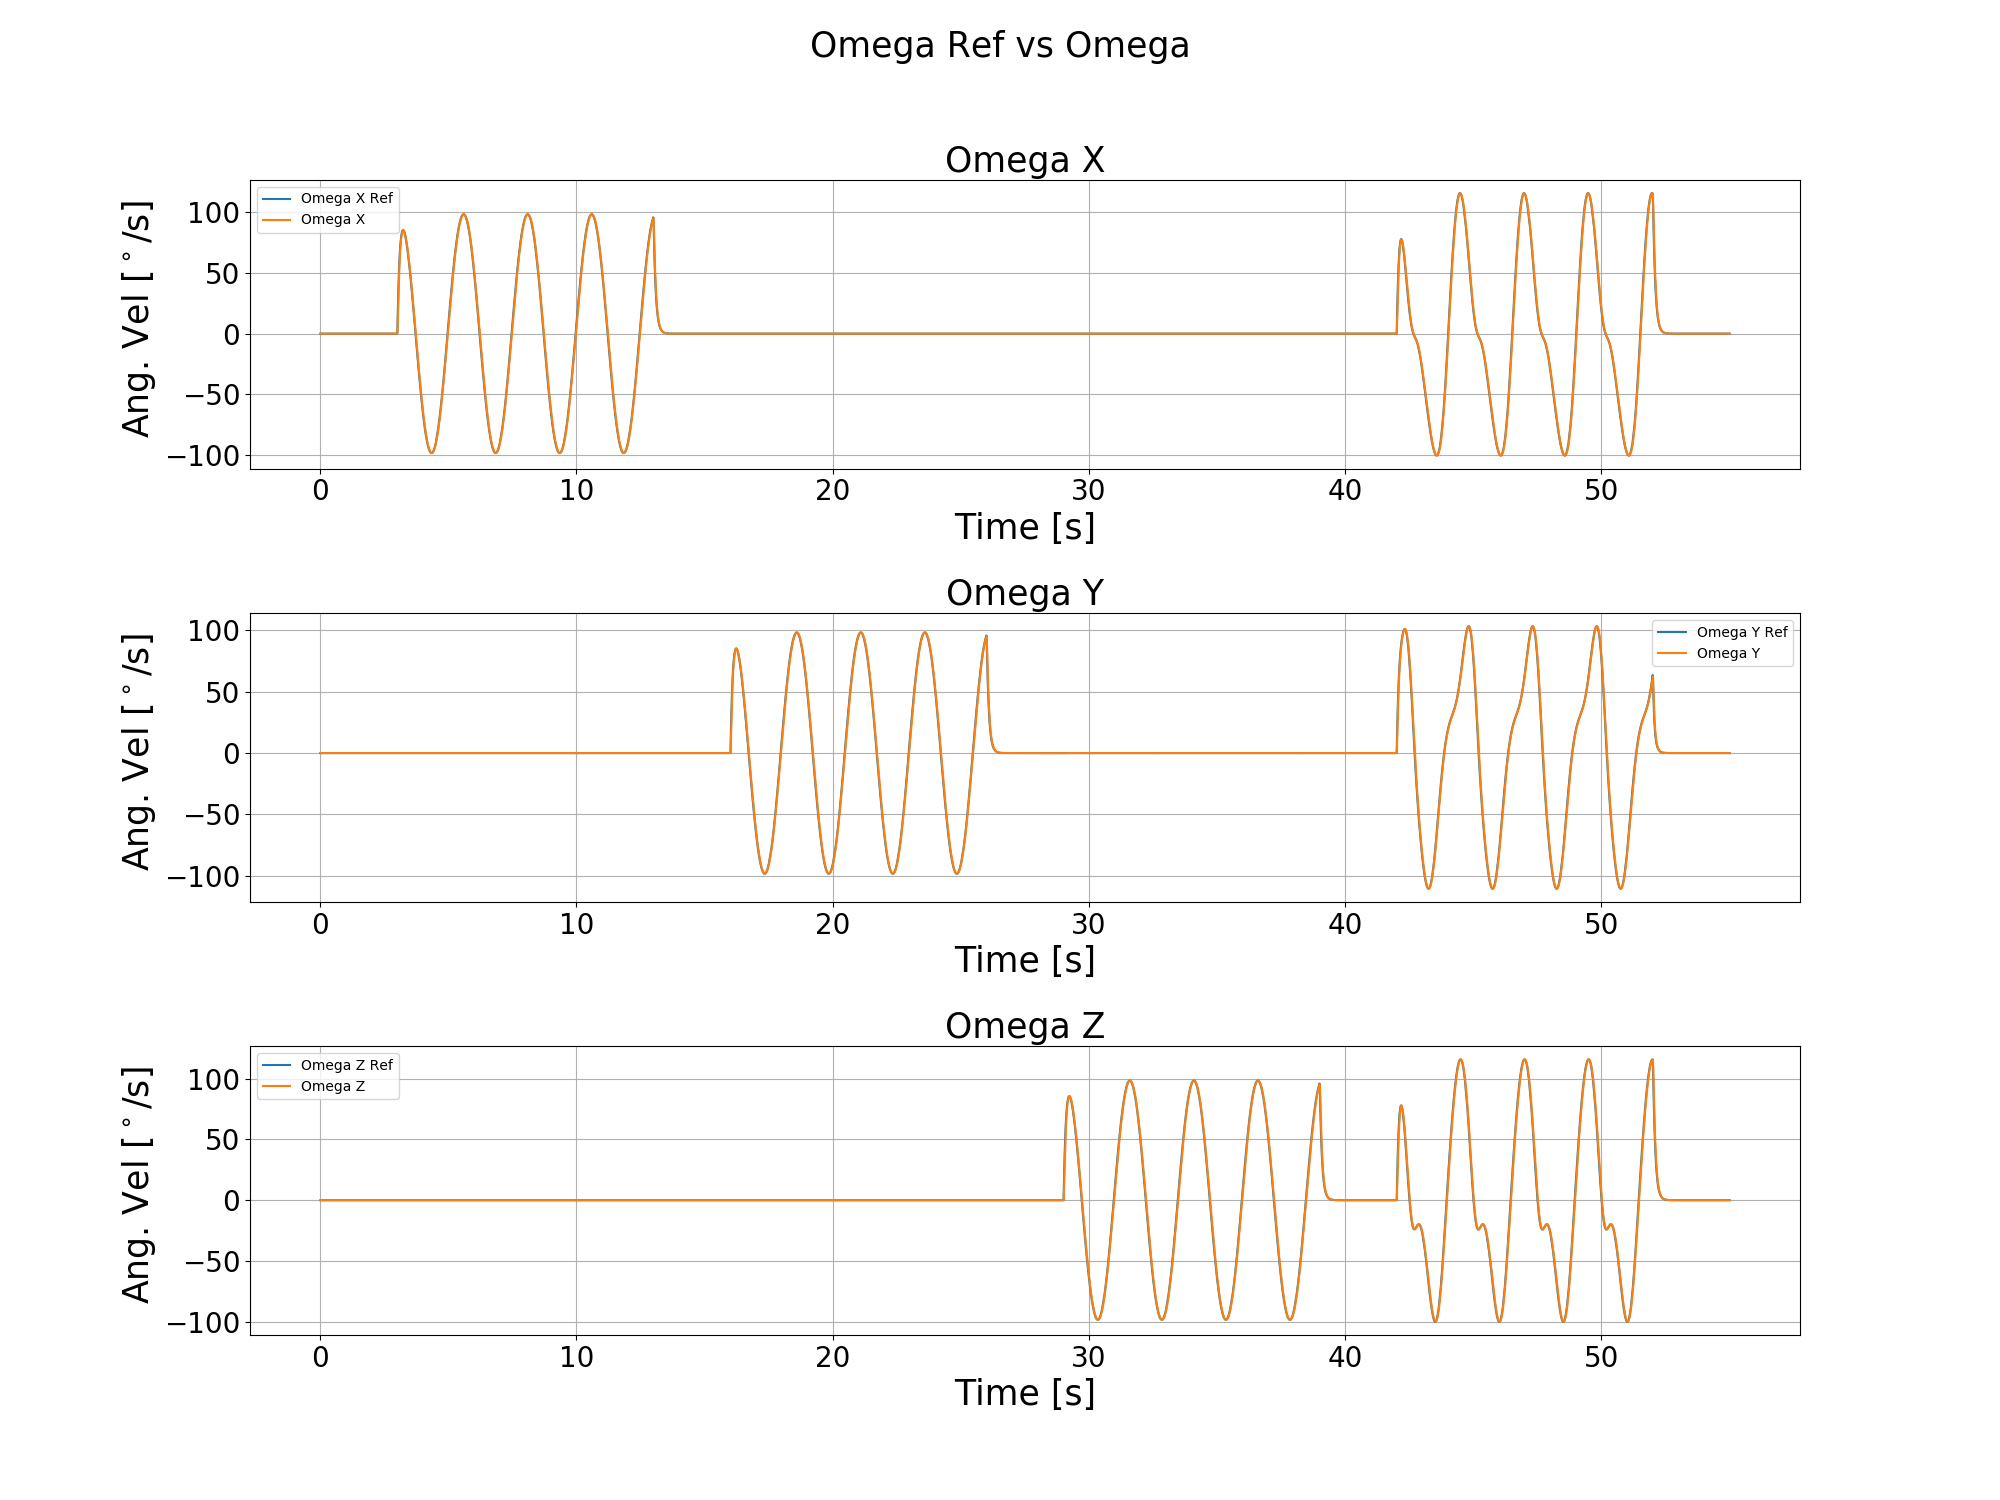 Omega Ref vs Omega
Omega X
Ang. Vel [°/s]
100
50
0
−50
−100
Omega X Ref
Omega X
0 10 20 30 40 50
Time [s]
Omega Y
Ang. Vel [°/s]
100
50
0
−50
−100
Omega Y Ref
Omega Y
0 10 20 30 40 50
Time [s]
Omega Z
Ang. Vel [°/s]
100
50
0
−50
−100
Omega Z Ref
Omega Z
0 10 20 30 40 50
Time [s]